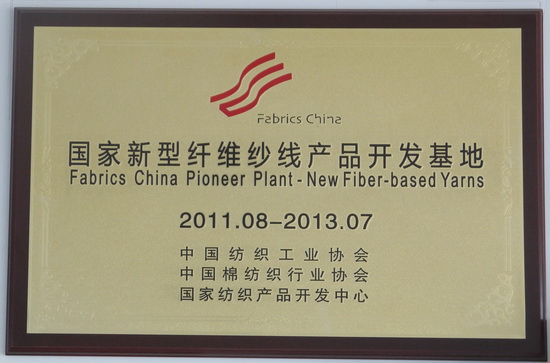 Fabrics China
国家新型纤维纱线产品开发基地
Fabrics China Pioneer Plant - New Fiber-based Yarns
2011.08-2013.07
中国纺织工业协会
中国棉纺织行业协会
国家纺织产品开发中心